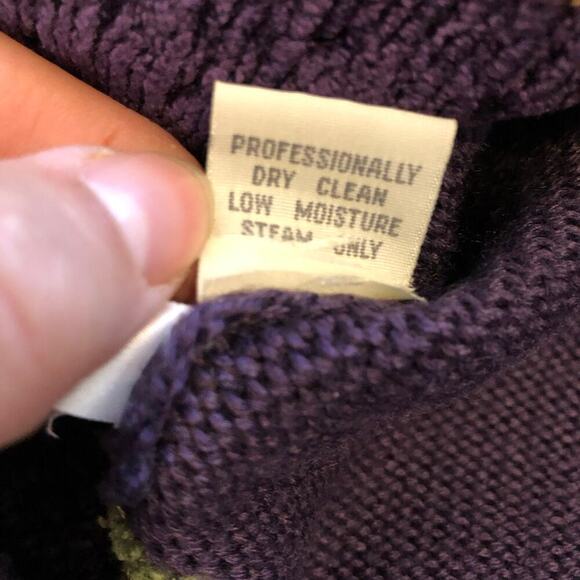 PROFESSIONALLY
DRY CLEAN
LOW MOISTURE
STEAM ONLY